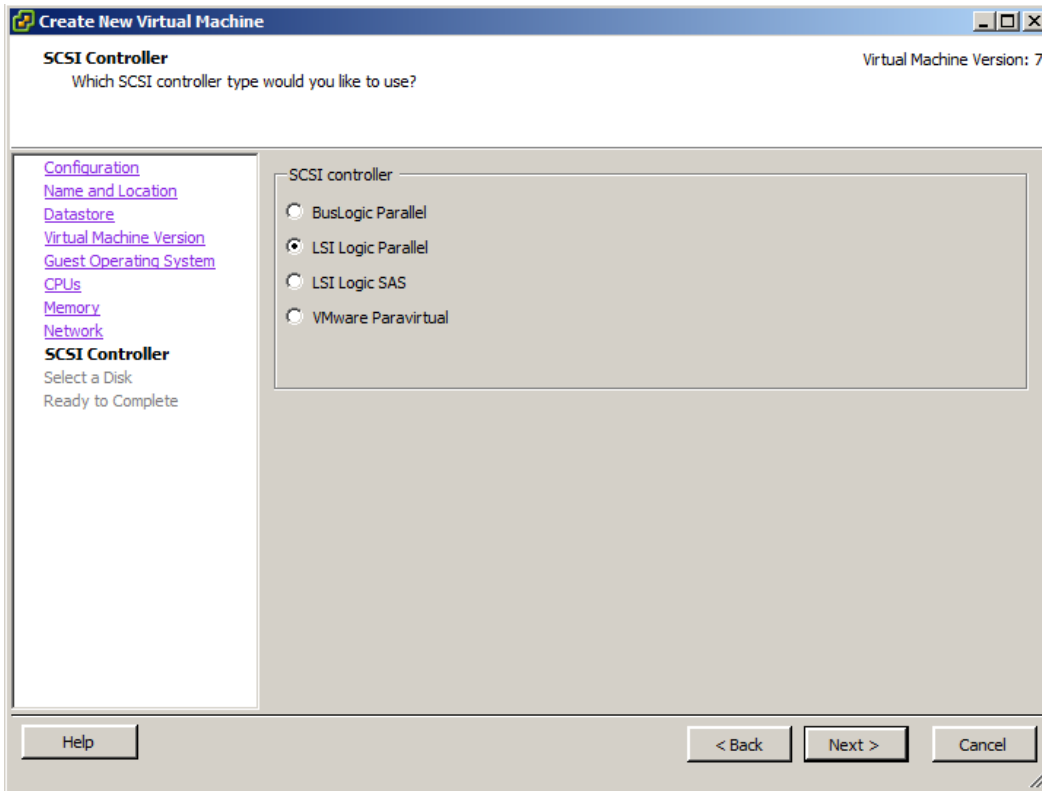 Create New Virtual Machine
SCSI Controller
Which SCSI controller type would you like to use?
Virtual Machine Version: 7
Configuration
Name and Location
Datastore
Virtual Machine Version
Guest Operating System
CPUs
Memory
Network
SCSI Controller
Select a Disk
Ready to Complete
SCSI controller
BusLogic Parallel
LSI Logic Parallel
LSI Logic SAS
VMware Paravirtual
Help
< Back
Next >
Cancel